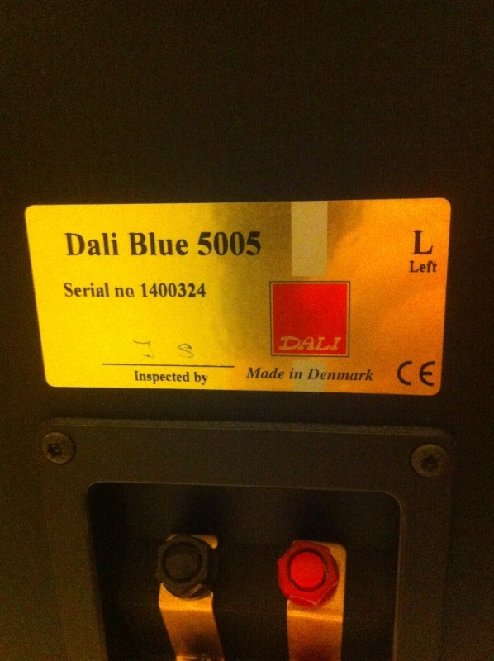 Dali Blue 5005
L
Left
Serial no 1400324
DALI
J S
Inspected by
Made in Denmark
CE